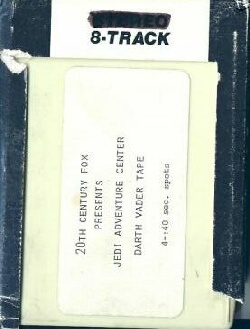 STEREO
8-TRACK
20TH CENTURY FOX
PRESENTS
JEDI ADVENTURE CENTER
DARTH VADER TAPE
4-:40 sec. spots